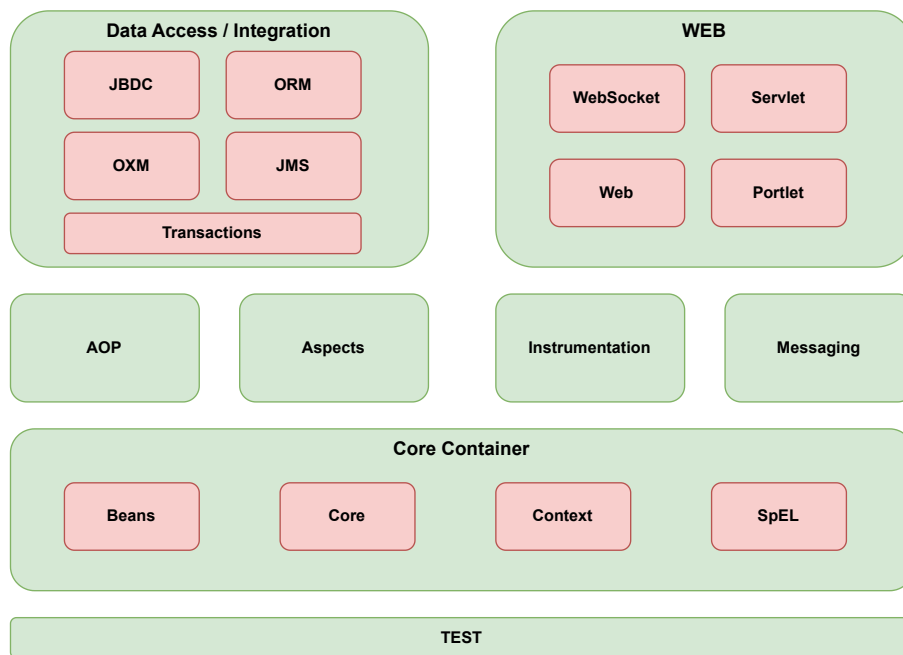 Data Access / Integration
JBDC
ORM
OXM
JMS
Transactions
WEB
WebSocket
Servlet
Web
Portlet
AOP
Aspects
Instrumentation
Messaging
Core Container
Beans
Core
Context
SpEL
TEST